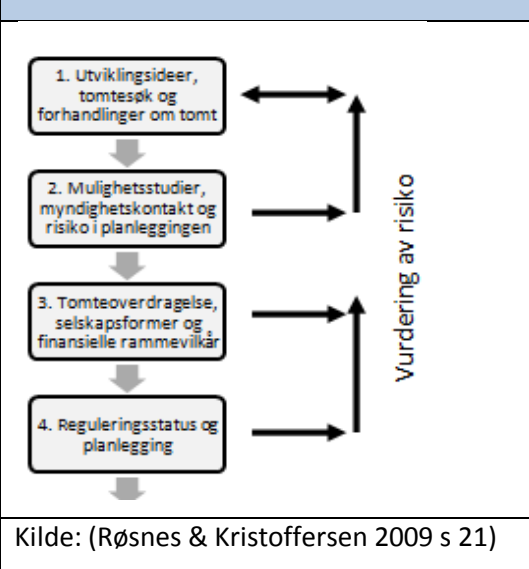 1. Utviklingsideer,
tomtesøk og
forhandlinger om tomt
2. Mulighetsstudier,
myndighetskontakt og
risiko i planleggingen
3. Tomteoverdragelse,
selskapsformer og
finansielle rammevilkår
4. Reguleringsstatus og
planlegging
Vurdering av risiko
Kilde: (Røsnes & Kristoffersen 2009 s 21)